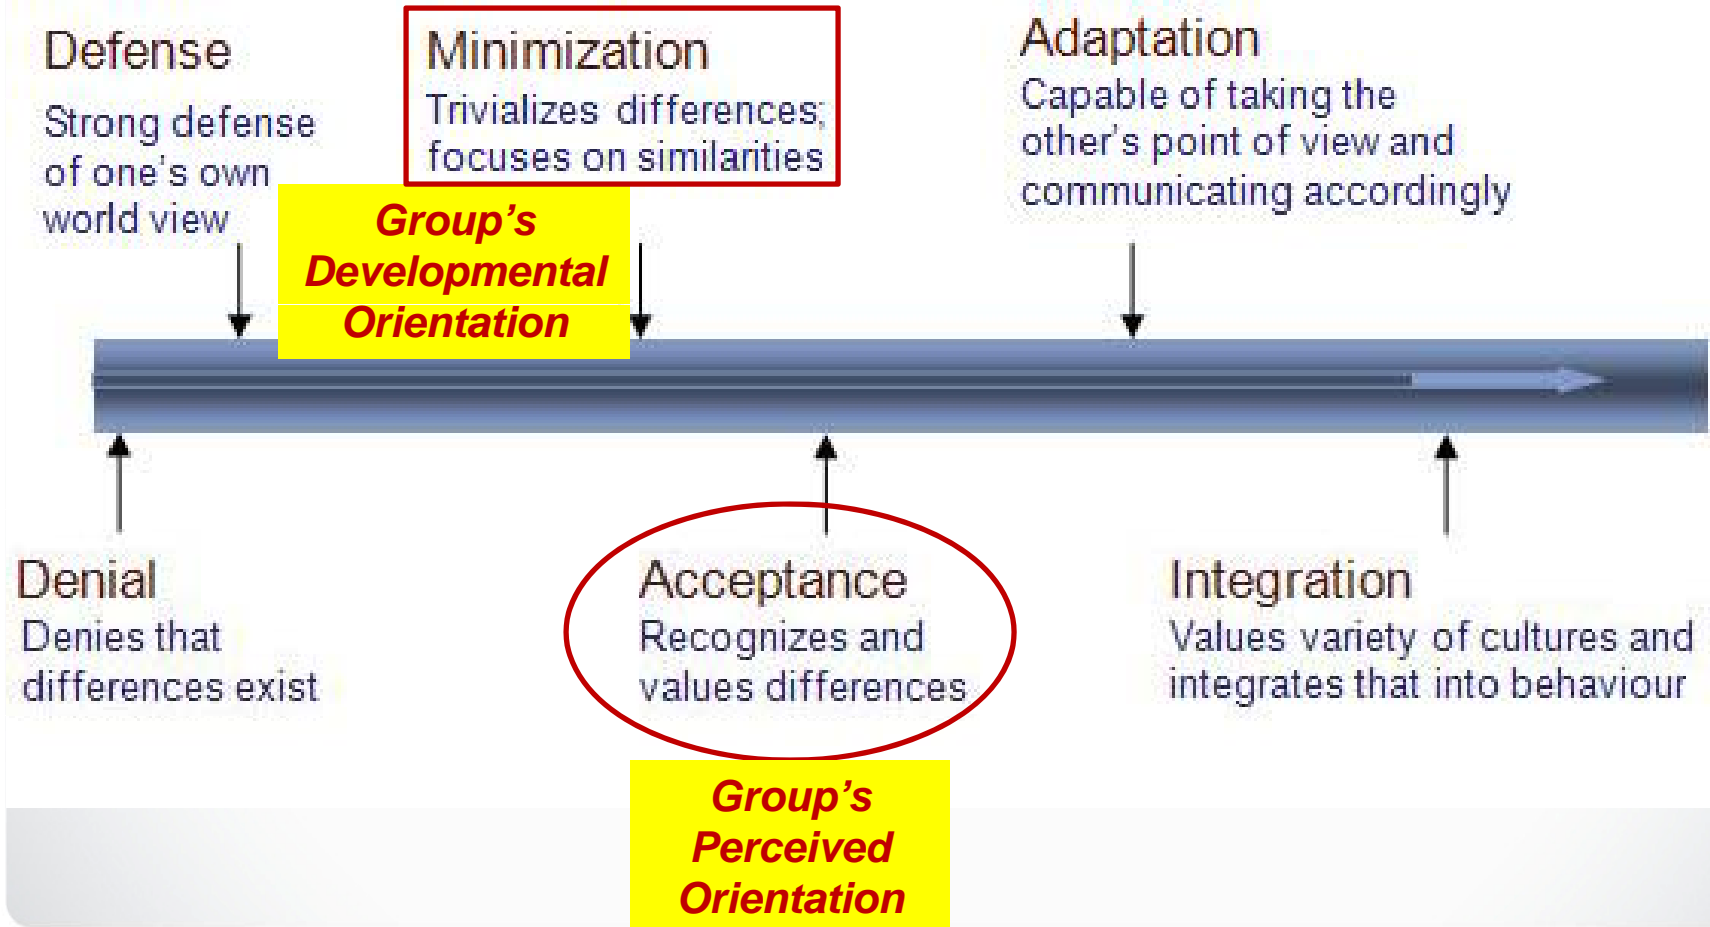 Defense
Strong defense
of one's own
world view
Minimization
Trivializes differences;
focuses on similarities
Adaptation
Capable of taking the
other's point of view and
communicating accordingly
Group's
Developmental
Orientation
Denial
Denies that
differences exist
Acceptance
Recognizes and
values differences
Integration
Values variety of cultures and
integrates that into behaviour
Group's
Perceived
Orientation